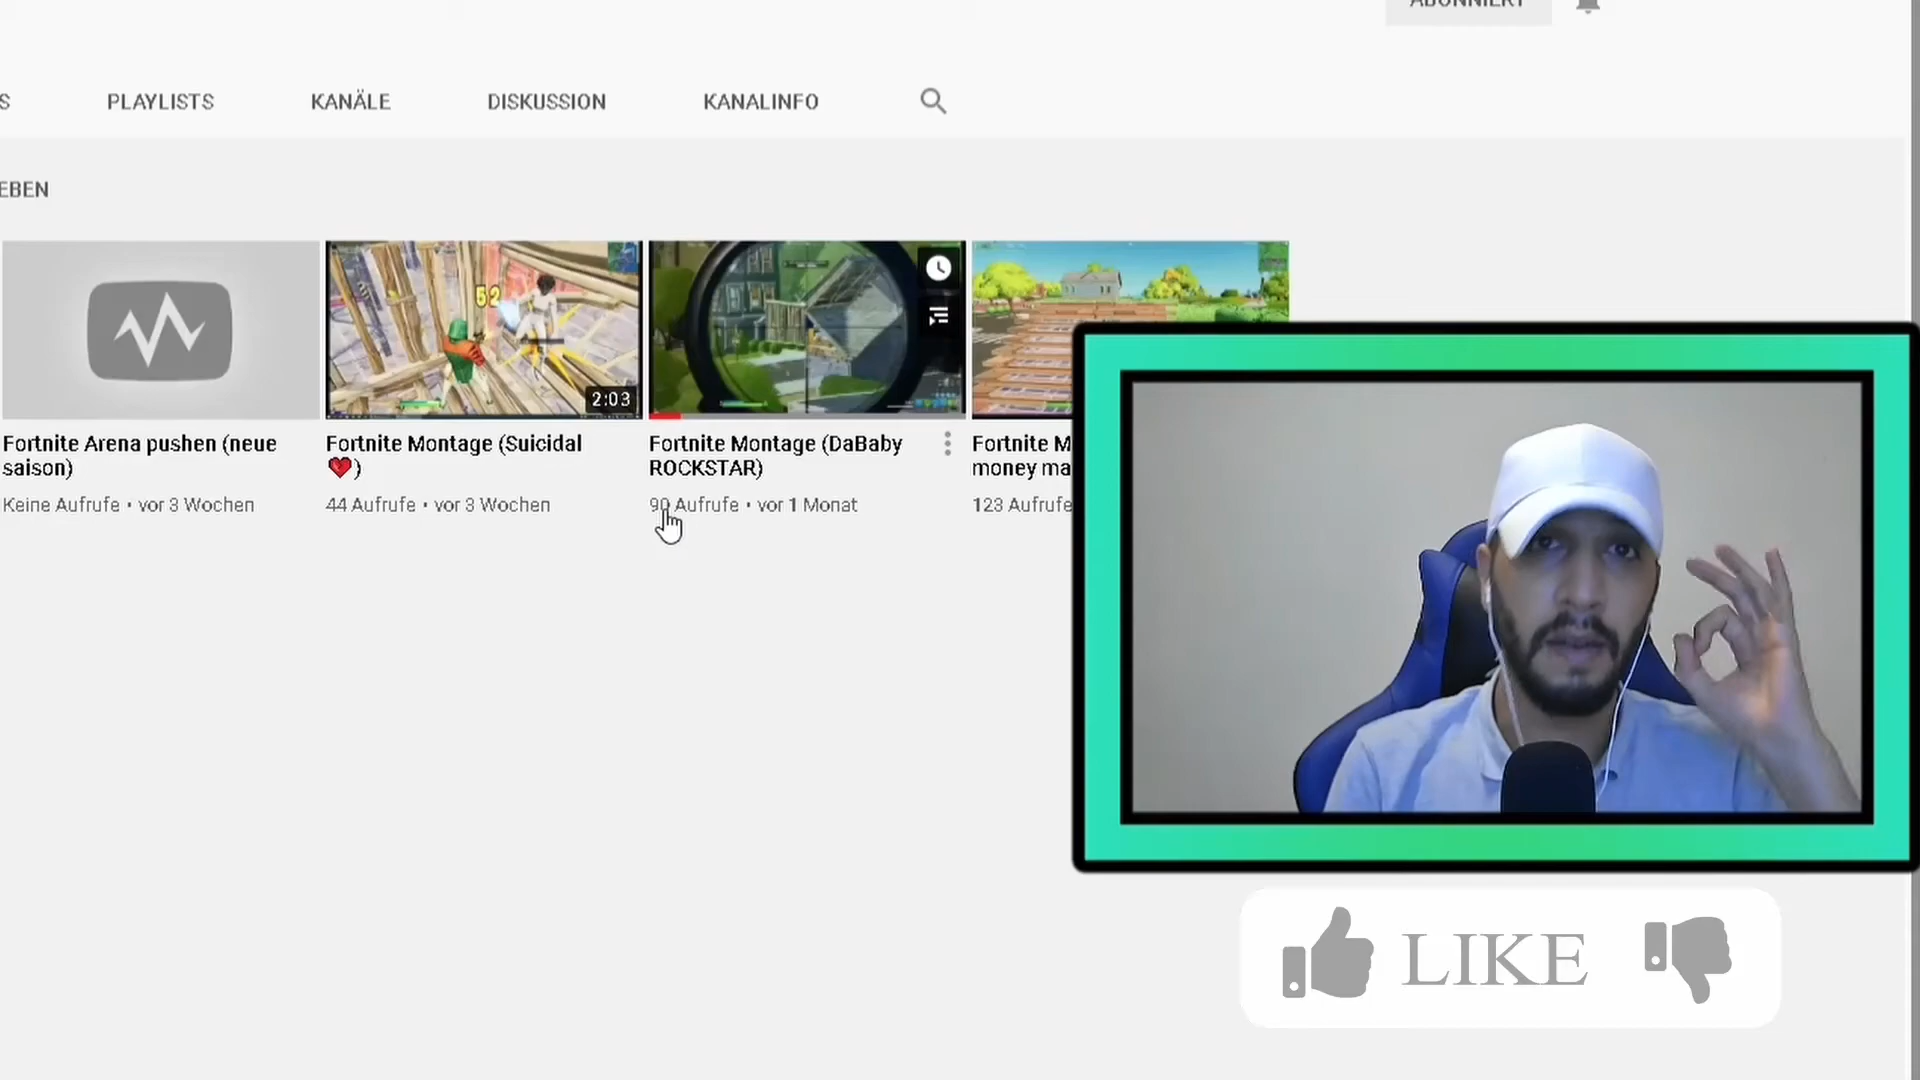 ABONNIERT
S
PLAYLISTS
KANÄLE
DISKUSSION
KANALINFO
EBEN
52
2:03
Fortnite Arena pushen (neue
saison)
Keine Aufrufe • vor 3 Wochen
Fortnite Montage (Suicidal
💔)
44 Aufrufe • vor 3 Wochen
Fortnite Montage (DaBaby
ROCKSTAR)
90 Aufrufe • vor 1 Monat
Fortnite M
money ma
123 Aufrufe
LIKE